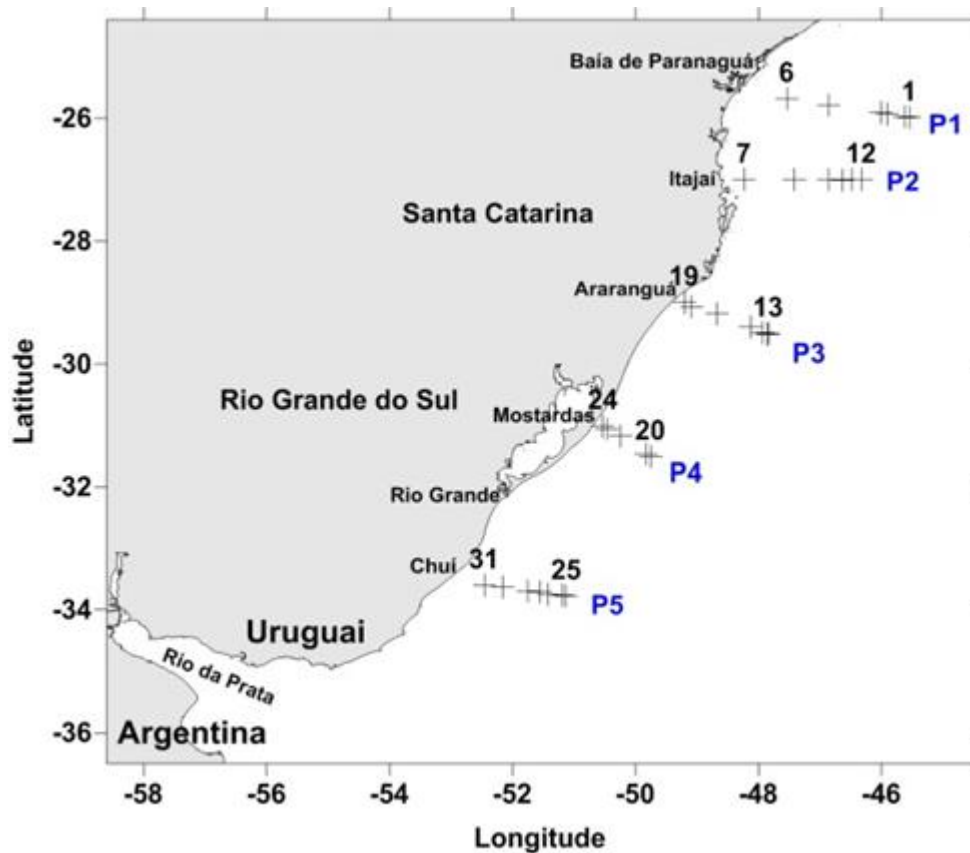 Baía de Paranaguá
6
1
-26
P1
7
12
Itajaí
P2
Santa Catarina
-28
19
Araranguá
13
-30
P3
Rio Grande do Sul
24
Mostardas
20
P4
-32
Rio Grande
Chuí
31
25
P5
-34
Uruguai
Rio da Prata
-36
Argentina
Latitude
-58
-56
-54
-52
-50
-48
-46
Longitude